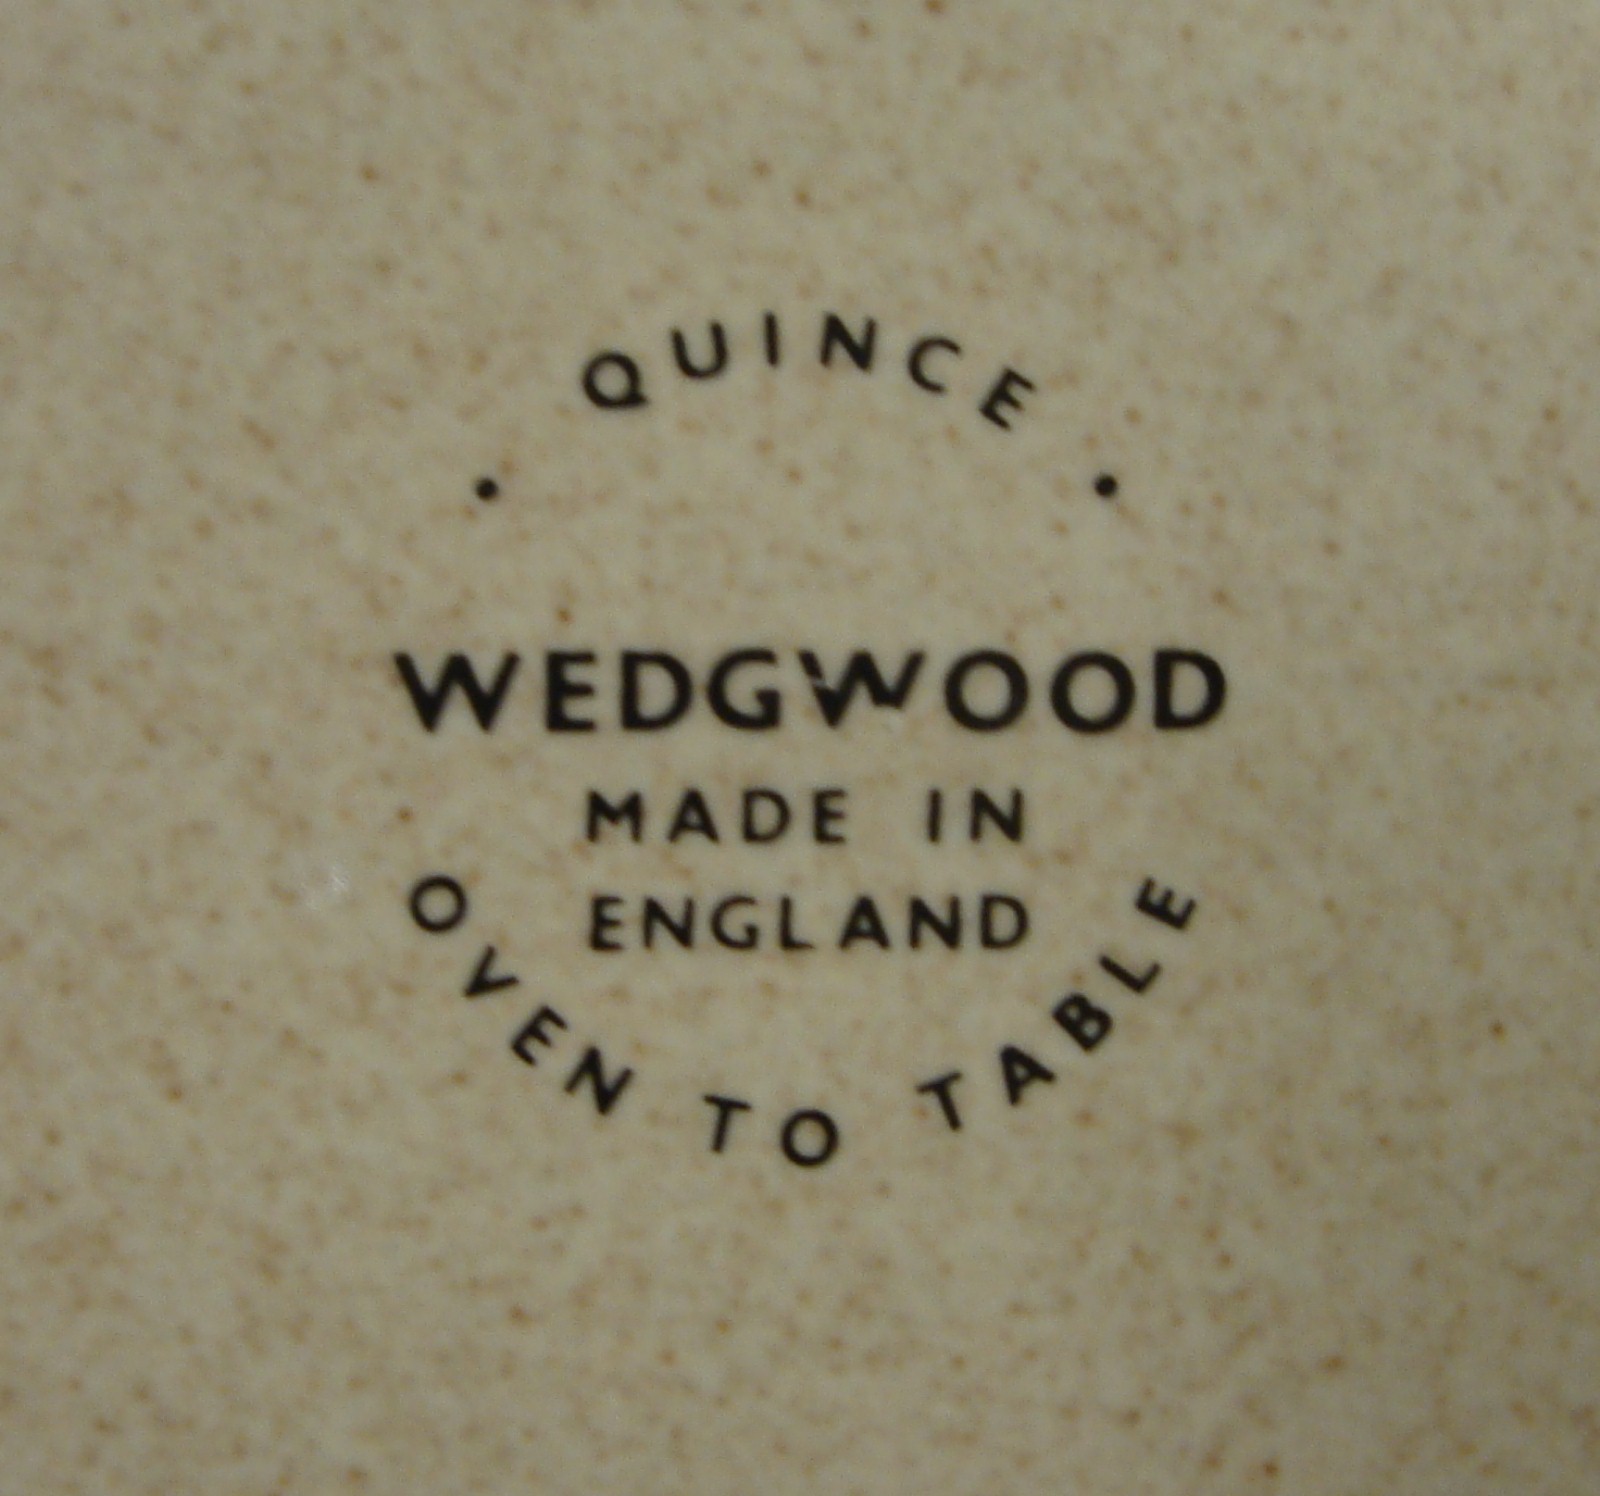 • QUINCE •
WEDGWOOD
MADE IN
ENGLAND
OVEN TO TABLE